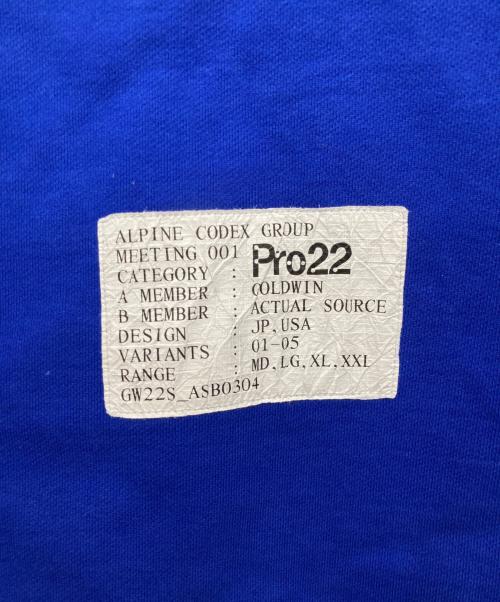 ALPINE CODEX GROUP
MEETING 001
CATEGORY : Pro22
A MEMBER : GOLDWIN
B MEMBER : ACTUAL SOURCE
DESIGN : JP, USA
VARIANTS : 01-05
RANGE : MD, LG, XL, XXL
GW22S_ASB0304